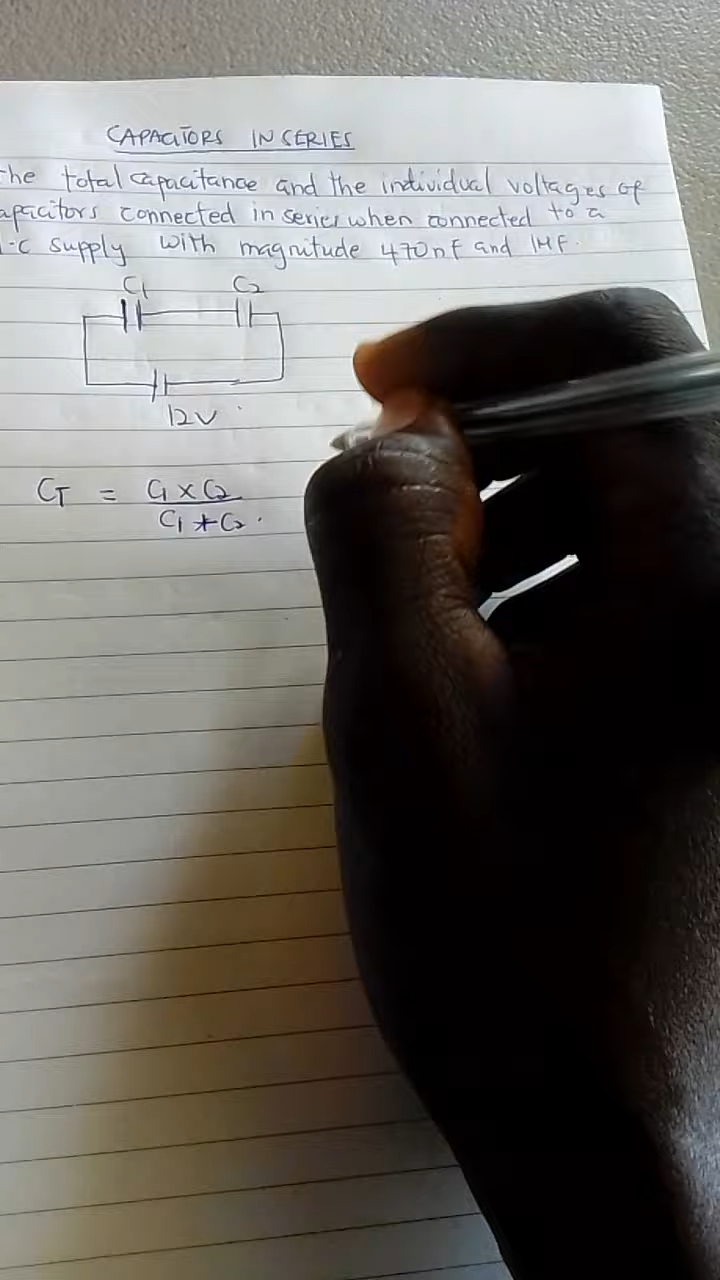 CAPACITORS IN SERIES
the total capacitance and the individual voltages of
apacitors connected in series when connected to a
.c supply with magnitude 470nF and 1MF.
C1 C2
12V
CT = C1 x C2
C1 + C2.